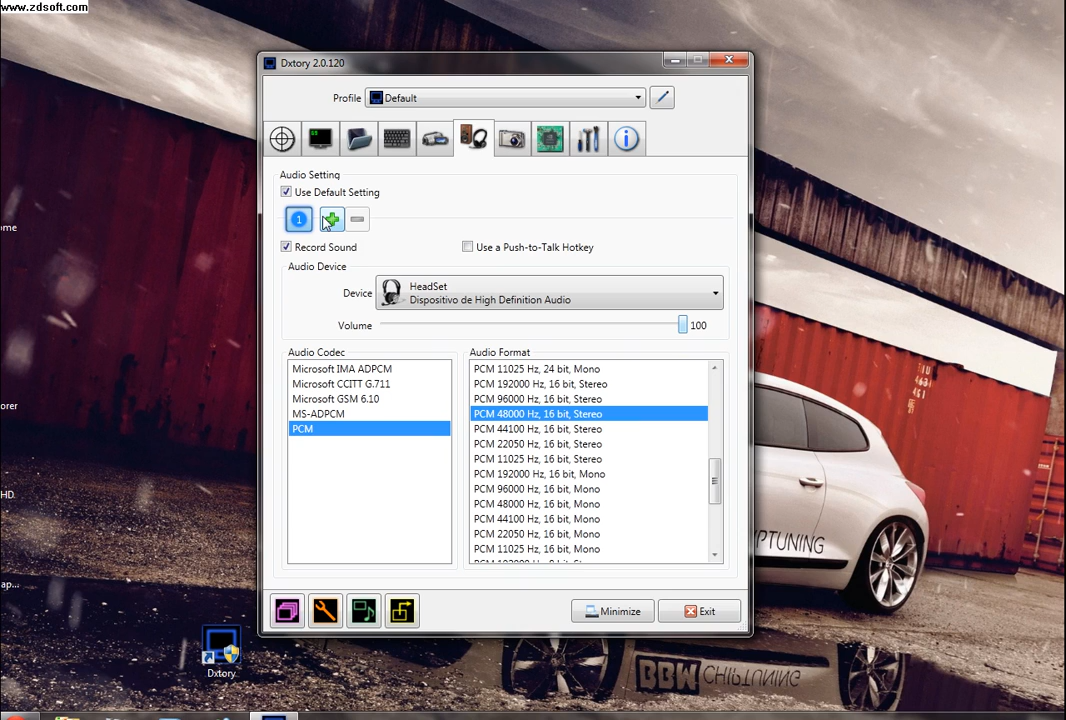 www.zdsoft.com
Dxtory 2.0.120
Profile
Default
Audio Setting
Use Default Setting
1
Record Sound
Use a Push-to-Talk Hotkey
Audio Device
Device
HeadSet
Dispositivo de High Definition Audio
Volume
100
Audio Codec
Microsoft IMA ADPCM
Microsoft CCITT G.711
Microsoft GSM 6.10
MS-ADPCM
PCM
Audio Format
PCM 11025 Hz, 24 bit, Mono
PCM 192000 Hz, 16 bit, Stereo
PCM 96000 Hz, 16 bit, Stereo
PCM 48000 Hz, 16 bit, Stereo
PCM 44100 Hz, 16 bit, Stereo
PCM 22050 Hz, 16 bit, Stereo
PCM 11025 Hz, 16 bit, Stereo
PCM 192000 Hz, 16 bit, Mono
PCM 96000 Hz, 16 bit, Mono
PCM 48000 Hz, 16 bit, Mono
PCM 44100 Hz, 16 bit, Mono
PCM 22050 Hz, 16 bit, Mono
PCM 11025 Hz, 16 bit, Mono
Minimize
Exit
ome
orer
HD
ap...
Dxtory
IPTUNING
BBW CHIPTUNING